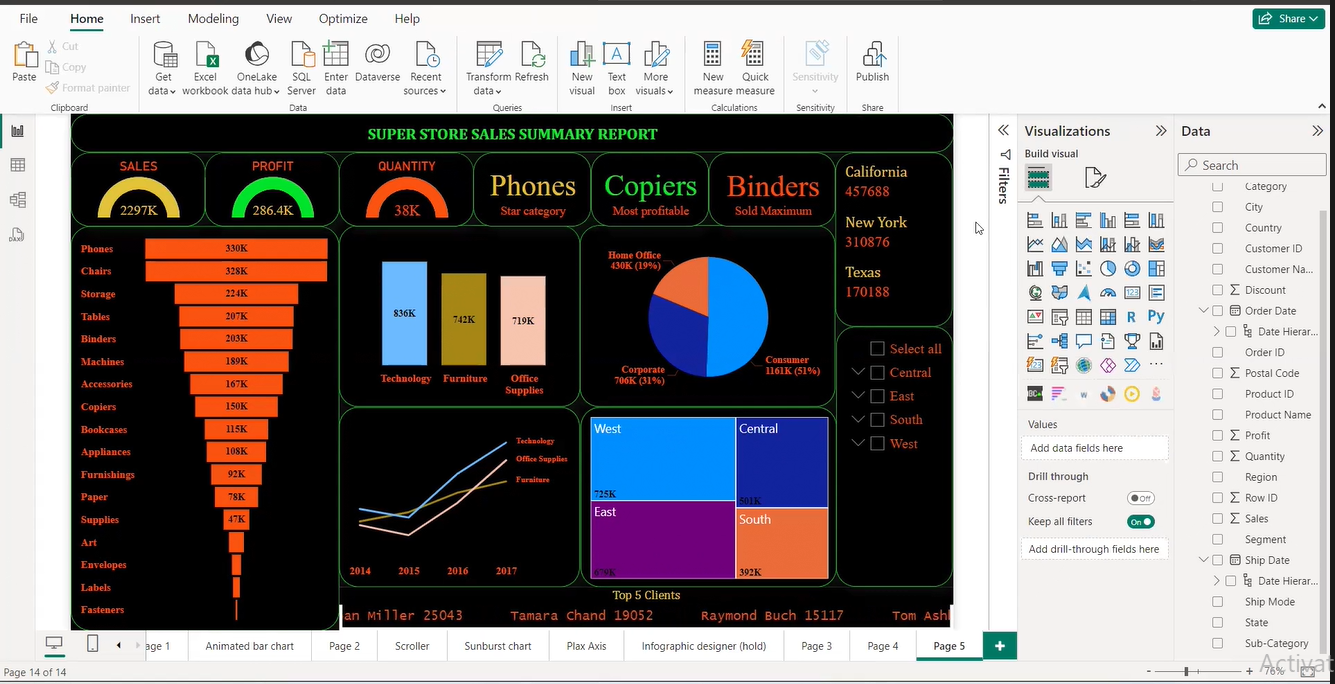 File Home Insert Modeling View Optimize Help Share
Paste
Cut
Copy
Format painter
Clipboard
Get data
Excel workbook
OneLake data hub
SQL Server
Enter data
Dataverse
Recent sources
Data
Transform data
Refresh
Queries
New visual
Text box
More visuals
Insert
New measure
Quick measure
Calculations
Sensitivity
Sensitivity
Publish
Share
SUPER STORE SALES SUMMARY REPORT
SALES
2297K
PROFIT
286.4K
QUANTITY
38K
Phones
Star category
Copiers
Most profitable
Binders
Sold Maximum
California
457688
New York
310876
Texas
170188
Phones 330K
Chairs 328K
Storage 224K
Tables 207K
Binders 203K
Machines 189K
Accessories 167K
Copiers 150K
Bookcases 115K
Appliances 108K
Furnishings 92K
Paper 78K
Supplies 47K
Art
Envelopes
Labels
Fasteners
836K 742K 719K
Technology Furniture Office
Supplies
Home Office
430K (19%)
Corporate
706K (31%)
Consumer
1161K (51%)
Select all
Central
East
South
West
Technology
Office Supplies
Furniture
2014 2015 2016 2017
West
725K
Central
501K
East
679K
South
392K
Top 5 Clients
an Miller 25043 Tamara Chand 19052 Raymond Buch 15117 Tom Ash
Filters
Visualizations
Build visual
Values
Add data fields here
Drill through
Cross-report Off
Keep all filters On
Add drill-through fields here
Data
Search
Category
City
Country
Customer ID
Customer Na...
Discount
Order Date
Date Hierar...
Order ID
Postal Code
Product ID
Product Name
Profit
Quantity
Region
Row ID
Sales
Segment
Ship Date
Date Hierar...
Ship Mode
State
Sub-Category
age 1 Animated bar chart Page 2 Scroller Sunburst chart Plax Axis Infographic designer (hold) Page 3 Page 4 Page 5 +
Page 14 of 14
- + 76%
Activat